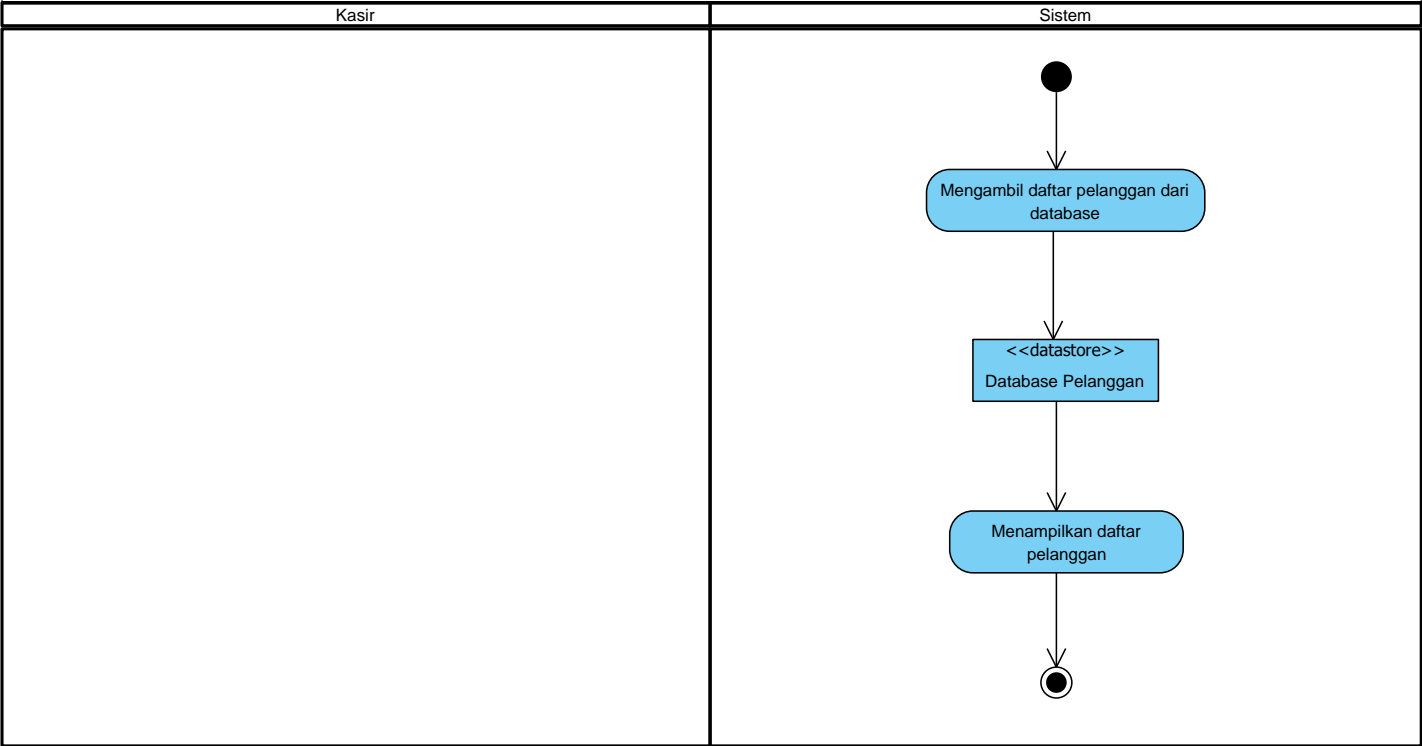 Kasir
Sistem
Mengambil daftar pelanggan dari
database
<<datastore>>
Database Pelanggan
Menampilkan daftar
pelanggan